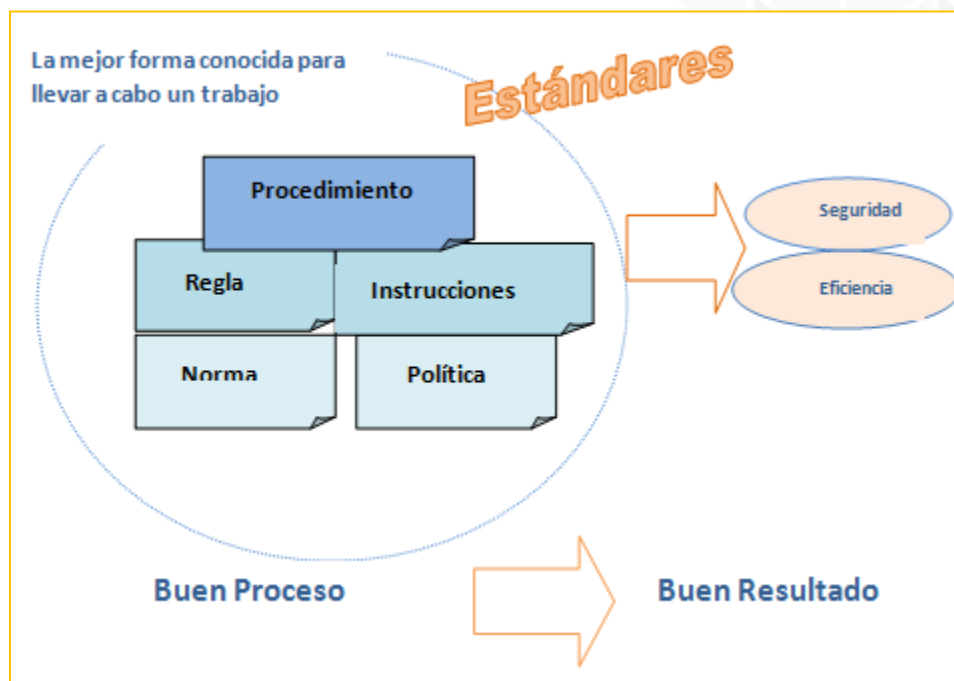 La mejor forma conocida para
llevar a cabo un trabajo
Estándares
Procedimiento
Regla
Instrucciones
Norma
Política
Seguridad
Eficiencia
Buen Proceso
Buen Resultado